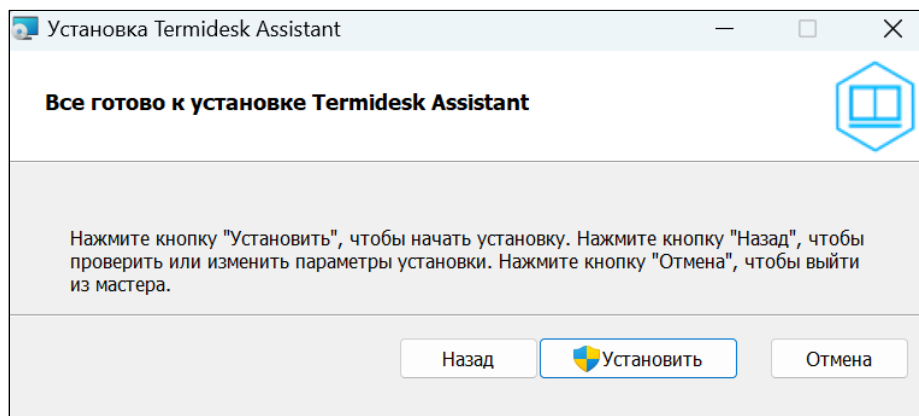 Установка Termidesk Assistant
Все готово к установке Termidesk Assistant
Нажмите кнопку "Установить", чтобы начать установку. Нажмите кнопку "Назад", чтобы
проверить или изменить параметры установки. Нажмите кнопку "Отмена", чтобы выйти
из мастера.
Назад
Установить
Отмена